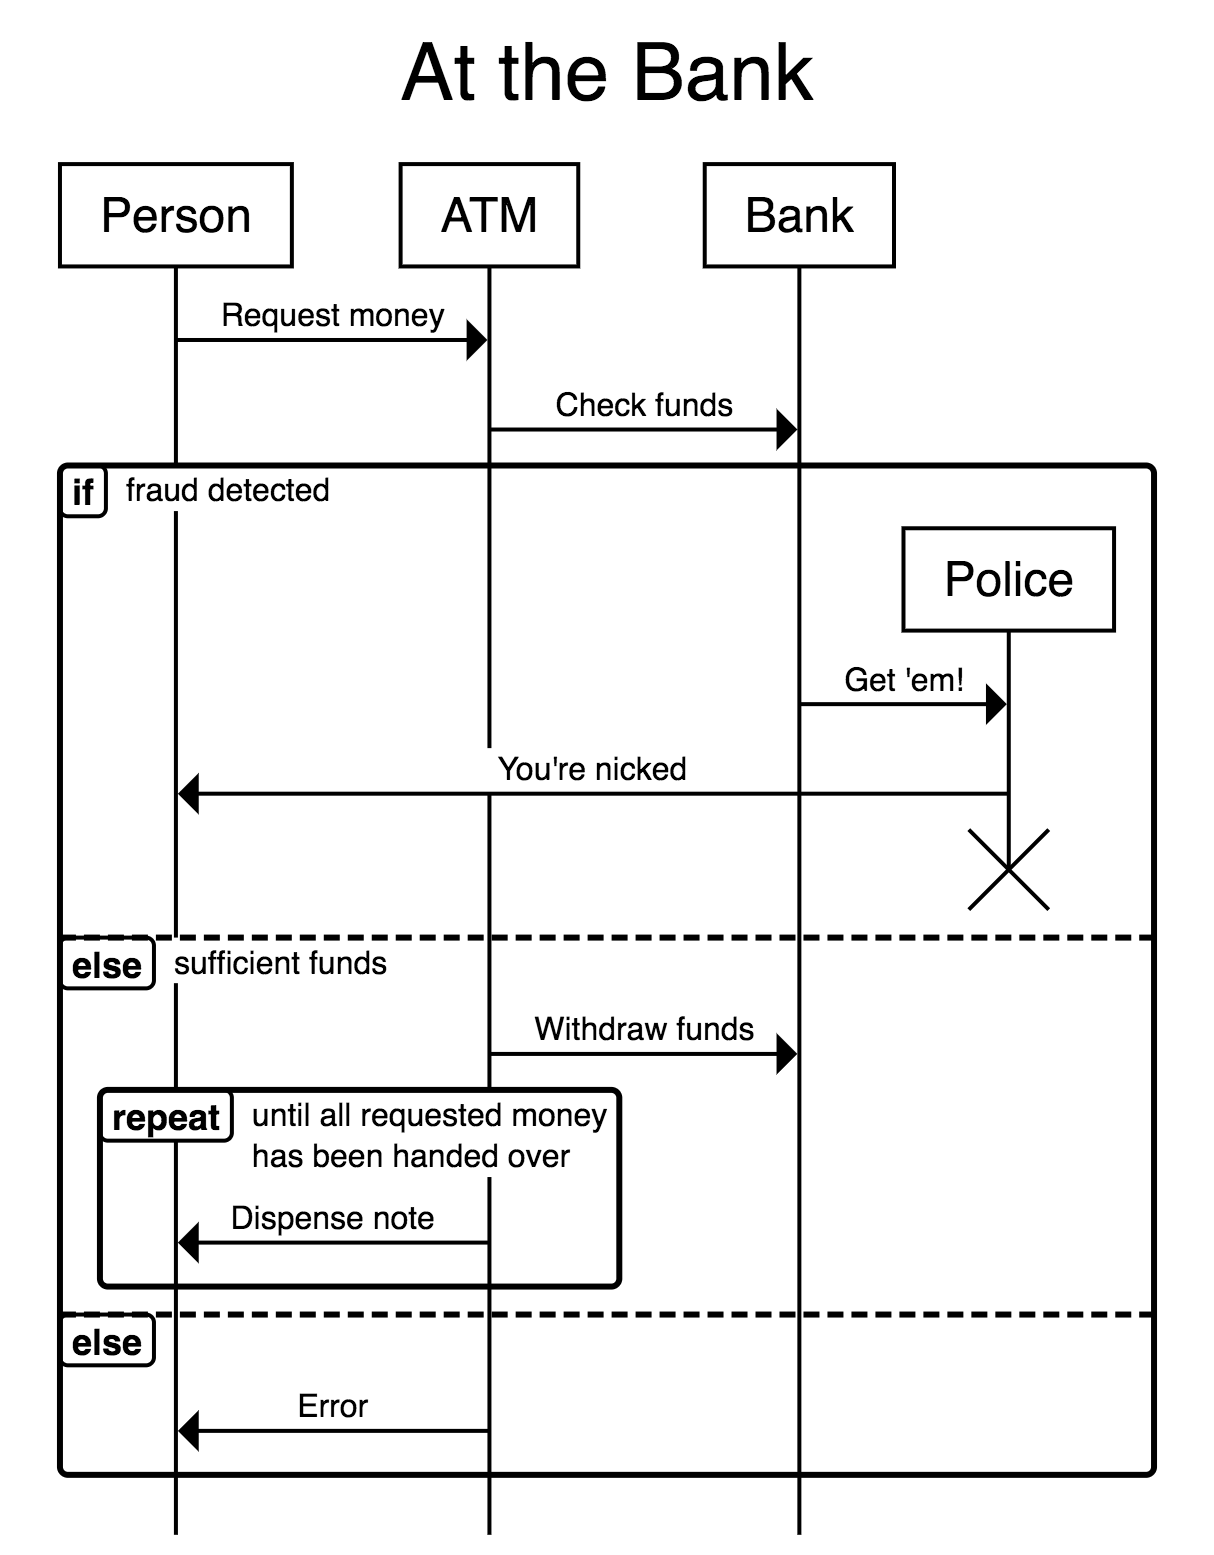 At the Bank
Person
ATM
Bank
Request money
Check funds
if
fraud detected
Police
Get 'em!
You're nicked
else
sufficient funds
Withdraw funds
repeat
until all requested money
has been handed over
Dispense note
else
Error